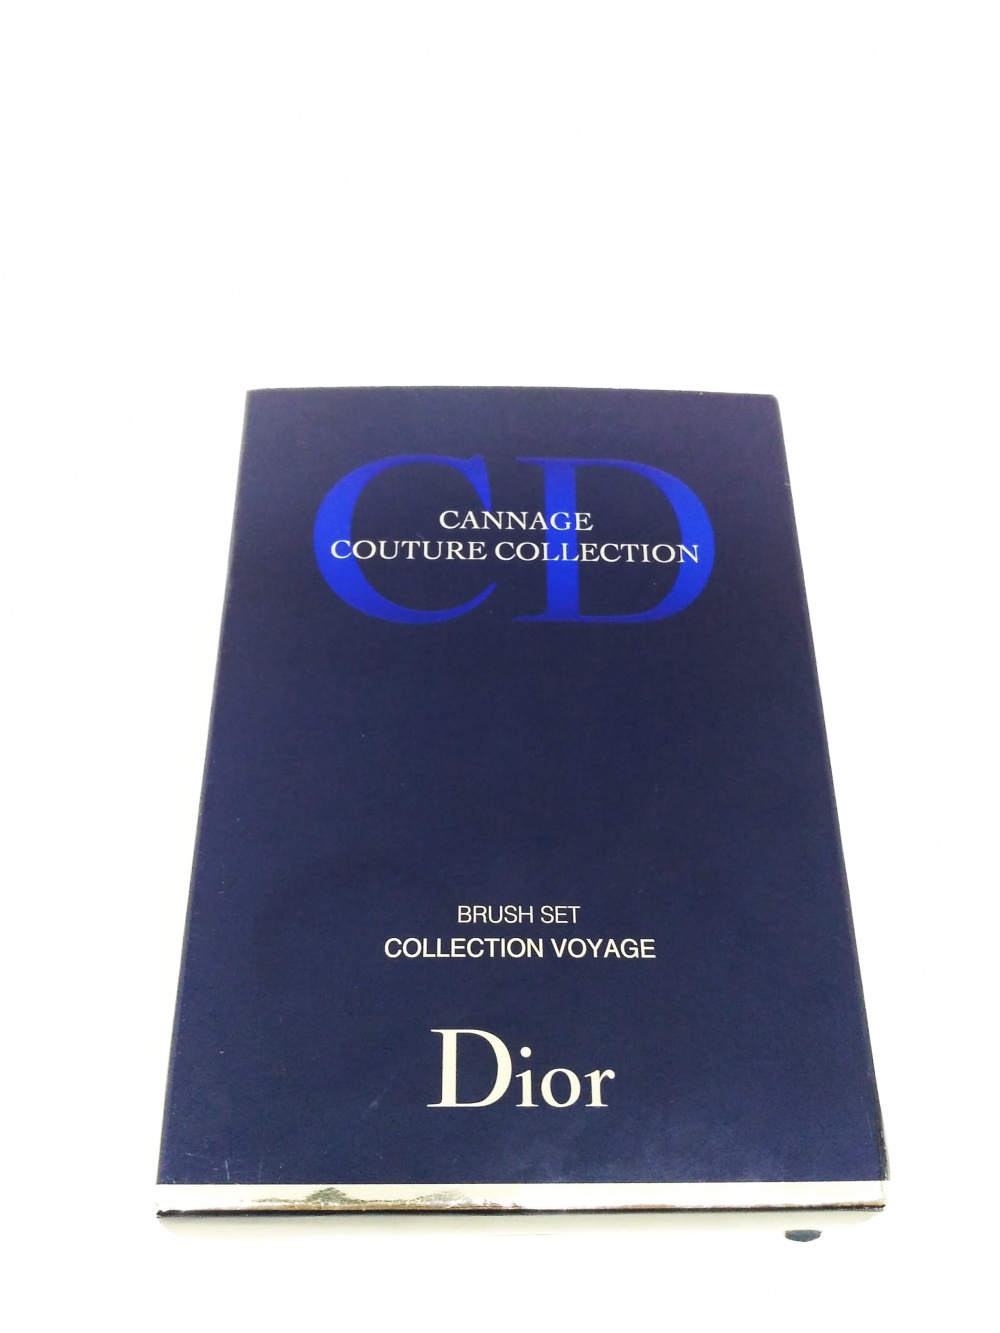 CD
CANNAGE
COUTURE COLLECTION
BRUSH SET
COLLECTION VOYAGE
Dior